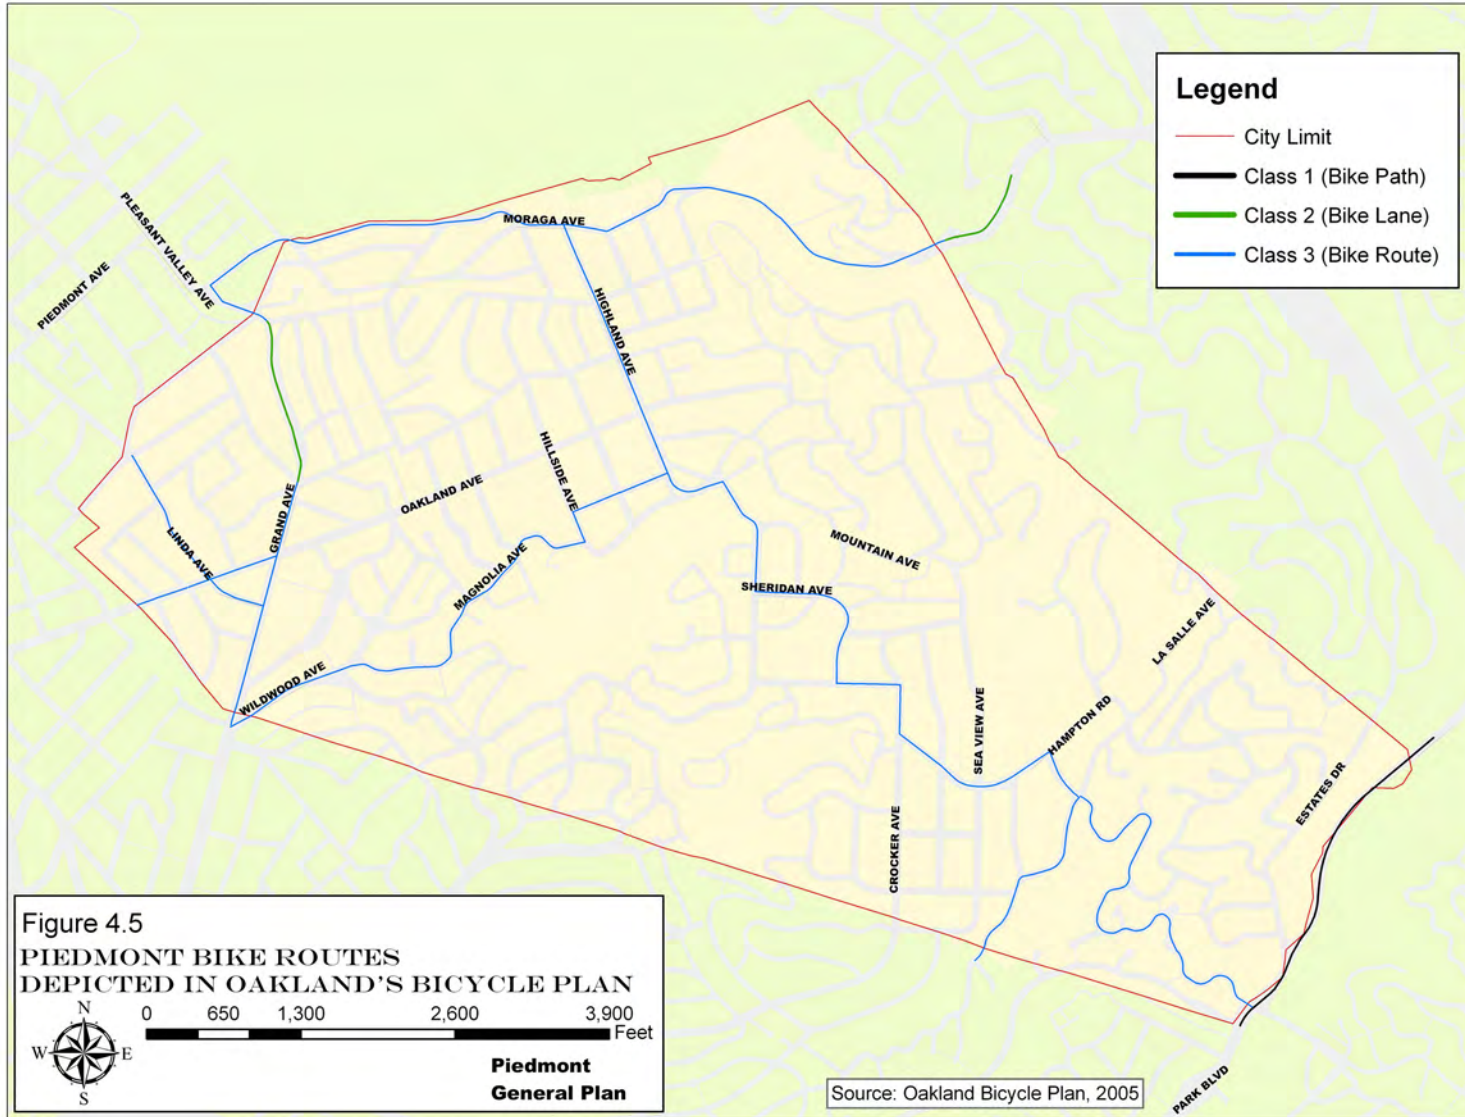 Legend
City Limit
Class 1 (Bike Path)
Class 2 (Bike Lane)
Class 3 (Bike Route)
PLEASANT VALLEY AVE
PIEDMONT AVE
MORAGA AVE
HIGHLAND AVE
HILLSIDE AVE
OAKLAND AVE
GRAND AVE
LINDA AVE
MAGNOLIA AVE
WILDWOOD AVE
MOUNTAIN AVE
SHERIDAN AVE
LA SALLE AVE
SEA VIEW AVE
HAMPTON RD
CROCKER AVE
ESTATES DR
PARK BLVD
Figure 4.5
PIEDMONT BIKE ROUTES
DEPICTED IN OAKLAND'S BICYCLE PLAN
N
W E
S
0 650 1,300 2,600 3,900
Feet
Piedmont
General Plan
Source: Oakland Bicycle Plan, 2005